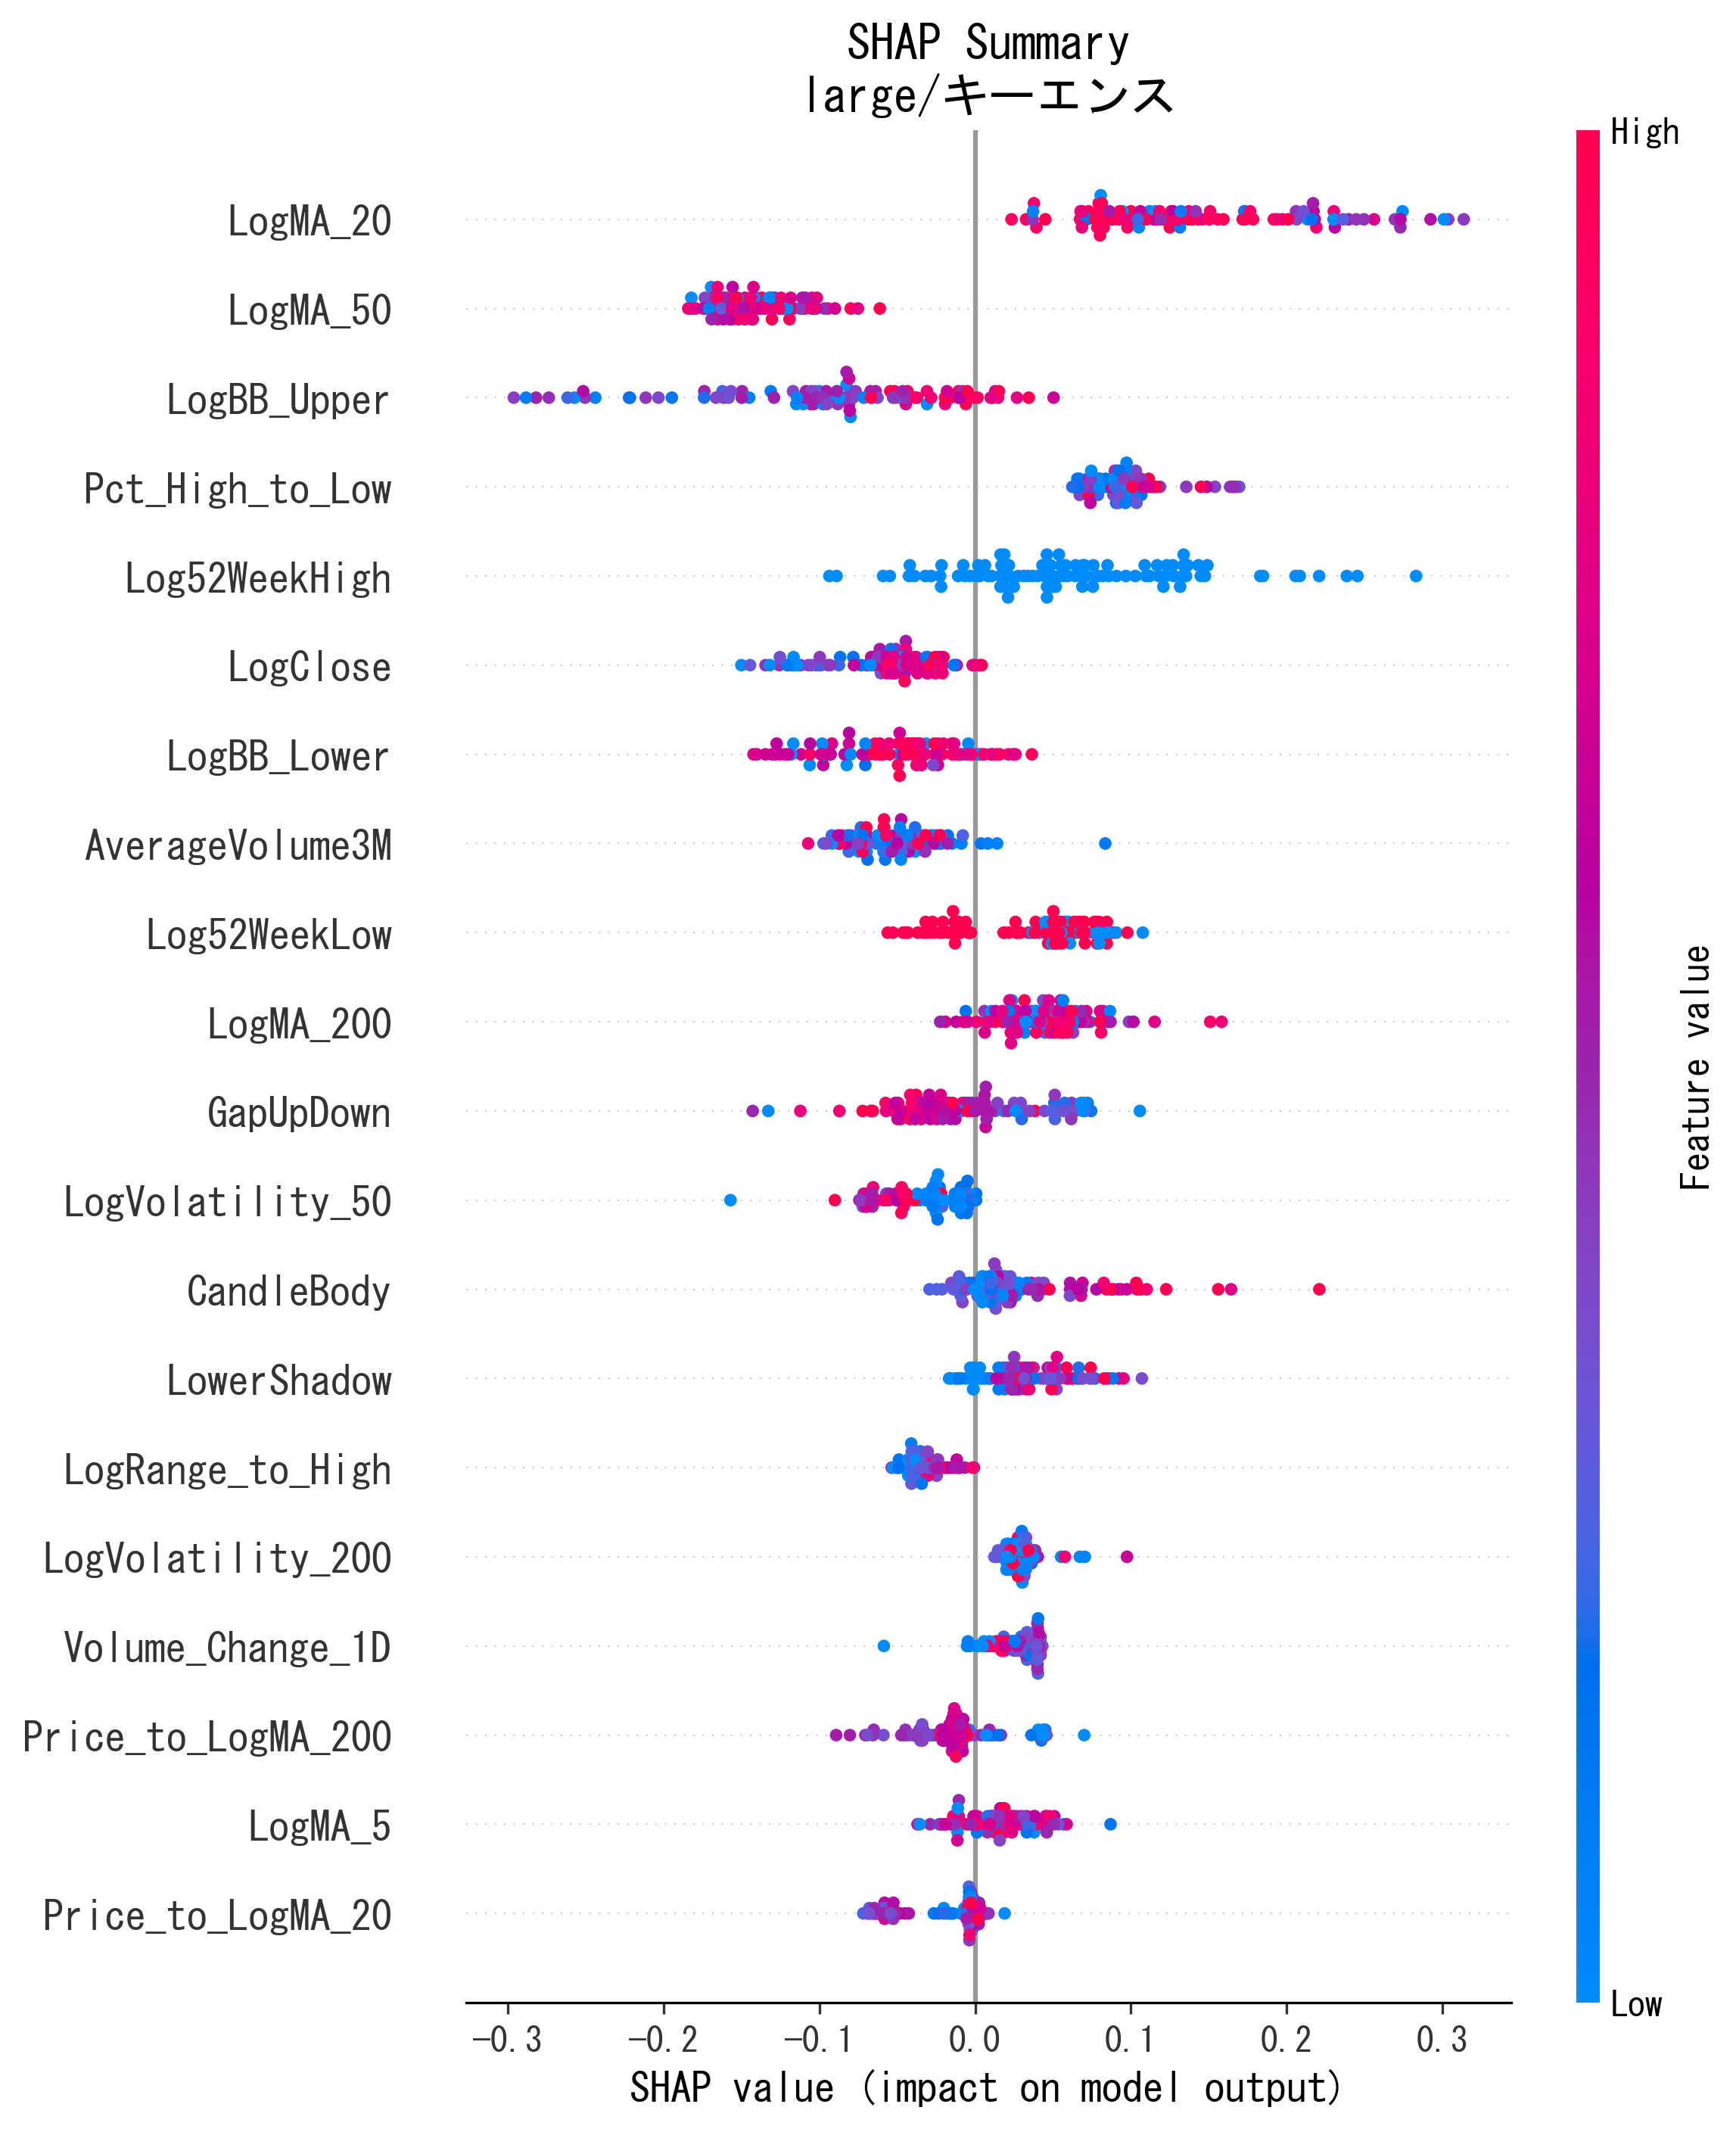 SHAP Summary
large/キーエンス
High
LogMA_20
LogMA_50
LogBB_Upper
Pct_High_to_Low
Log52WeekHigh
LogClose
LogBB_Lower
AverageVolume3M
Log52WeekLow
LogMA_200
GapUpDown
LogVolatility_50
CandleBody
LowerShadow
LogRange_to_High
LogVolatility_200
Volume_Change_1D
Price_to_LogMA_200
LogMA_5
Price_to_LogMA_20
Feature value
Low
−0.3 −0.2 −0.1 0.0 0.1 0.2 0.3
SHAP value (impact on model output)